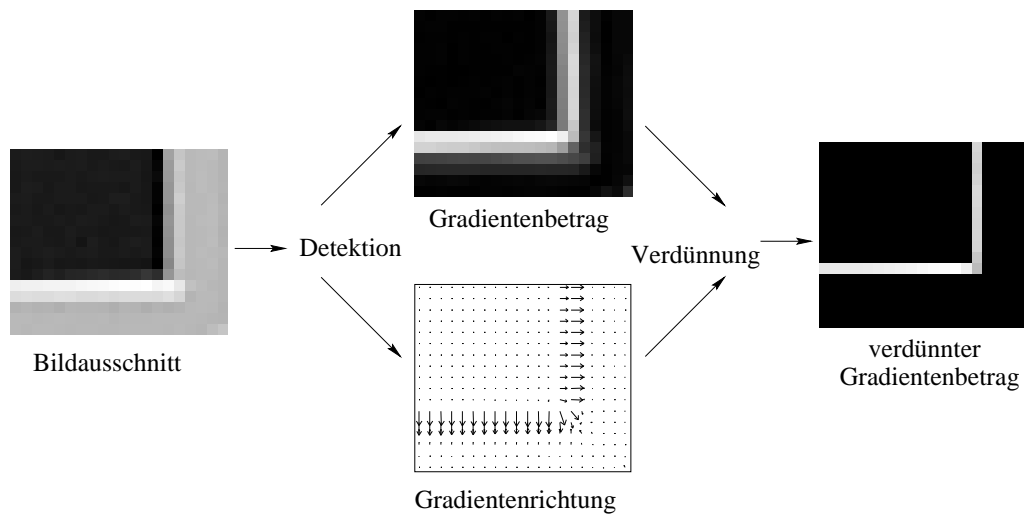 Bildausschnitt
Detektion
Gradientenbetrag
Gradientenrichtung
Verdünnung
verdünnter
Gradientenbetrag